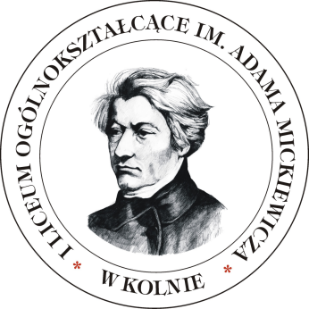 I LICEUM OGÓLNOKSZTAŁCĄCE IM. ADAMA MICKIEWICZA
* W KOLNIE *